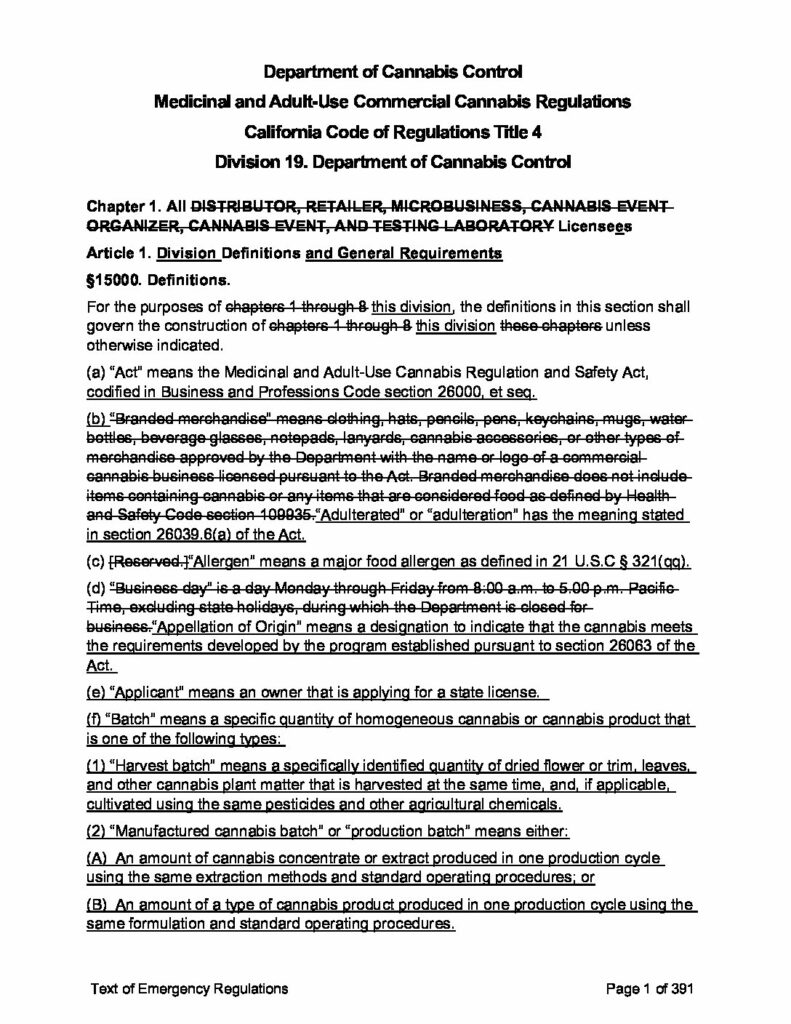 Department of Cannabis Control
Medicinal and Adult-Use Commercial Cannabis Regulations
California Code of Regulations Title 4
Division 19. Department of Cannabis Control
Chapter 1. All DISTRIBUTOR, RETAILER, MICROBUSINESS, CANNABIS EVENT
ORGANIZER, CANNABIS EVENT, AND TESTING LABORATORY Licensees
Article 1. Division Definitions and General Requirements
§15000. Definitions.
For the purposes of chapters 1 through 8 this division, the definitions in this section shall
govern the construction of chapters 1 through 8 this division these chapters unless
otherwise indicated.
(a) “Act” means the Medicinal and Adult-Use Cannabis Regulation and Safety Act,
codified in Business and Professions Code section 26000, et seq.
(b) “Branded merchandise” means clothing, hats, pencils, pens, keychains, mugs, water
bottles, beverage glasses, notepads, lanyards, cannabis accessories, or other types of
merchandise approved by the Department with the name or logo of a commercial
cannabis business licensed pursuant to the Act. Branded merchandise does not include
items containing cannabis or any items that are considered food as defined by Health
and Safety Code section 109935.“Adulterated” or “adulteration” has the meaning stated
in section 26039.6(a) of the Act.
(c) [Reserved.]“Allergen” means a major food allergen as defined in 21 U.S.C § 321(qq).
(d) “Business day” is a day Monday through Friday from 8:00 a.m. to 5:00 p.m. Pacific
Time, excluding state holidays, during which the Department is closed for
business.“Appellation of Origin” means a designation to indicate that the cannabis meets
the requirements developed by the program established pursuant to section 26063 of the
Act.
(e) “Applicant” means an owner that is applying for a state license.
(f) “Batch” means a specific quantity of homogeneous cannabis or cannabis product that
is one of the following types:
(1) “Harvest batch” means a specifically identified quantity of dried flower or trim, leaves,
and other cannabis plant matter that is harvested at the same time, and, if applicable,
cultivated using the same pesticides and other agricultural chemicals.
(2) “Manufactured cannabis batch” or “production batch” means either:
(A) An amount of cannabis concentrate or extract produced in one production cycle
using the same extraction methods and standard operating procedures; or
(B) An amount of a type of cannabis product produced in one production cycle using the
same formulation and standard operating procedures.
Text of Emergency Regulations Page 1 of 391